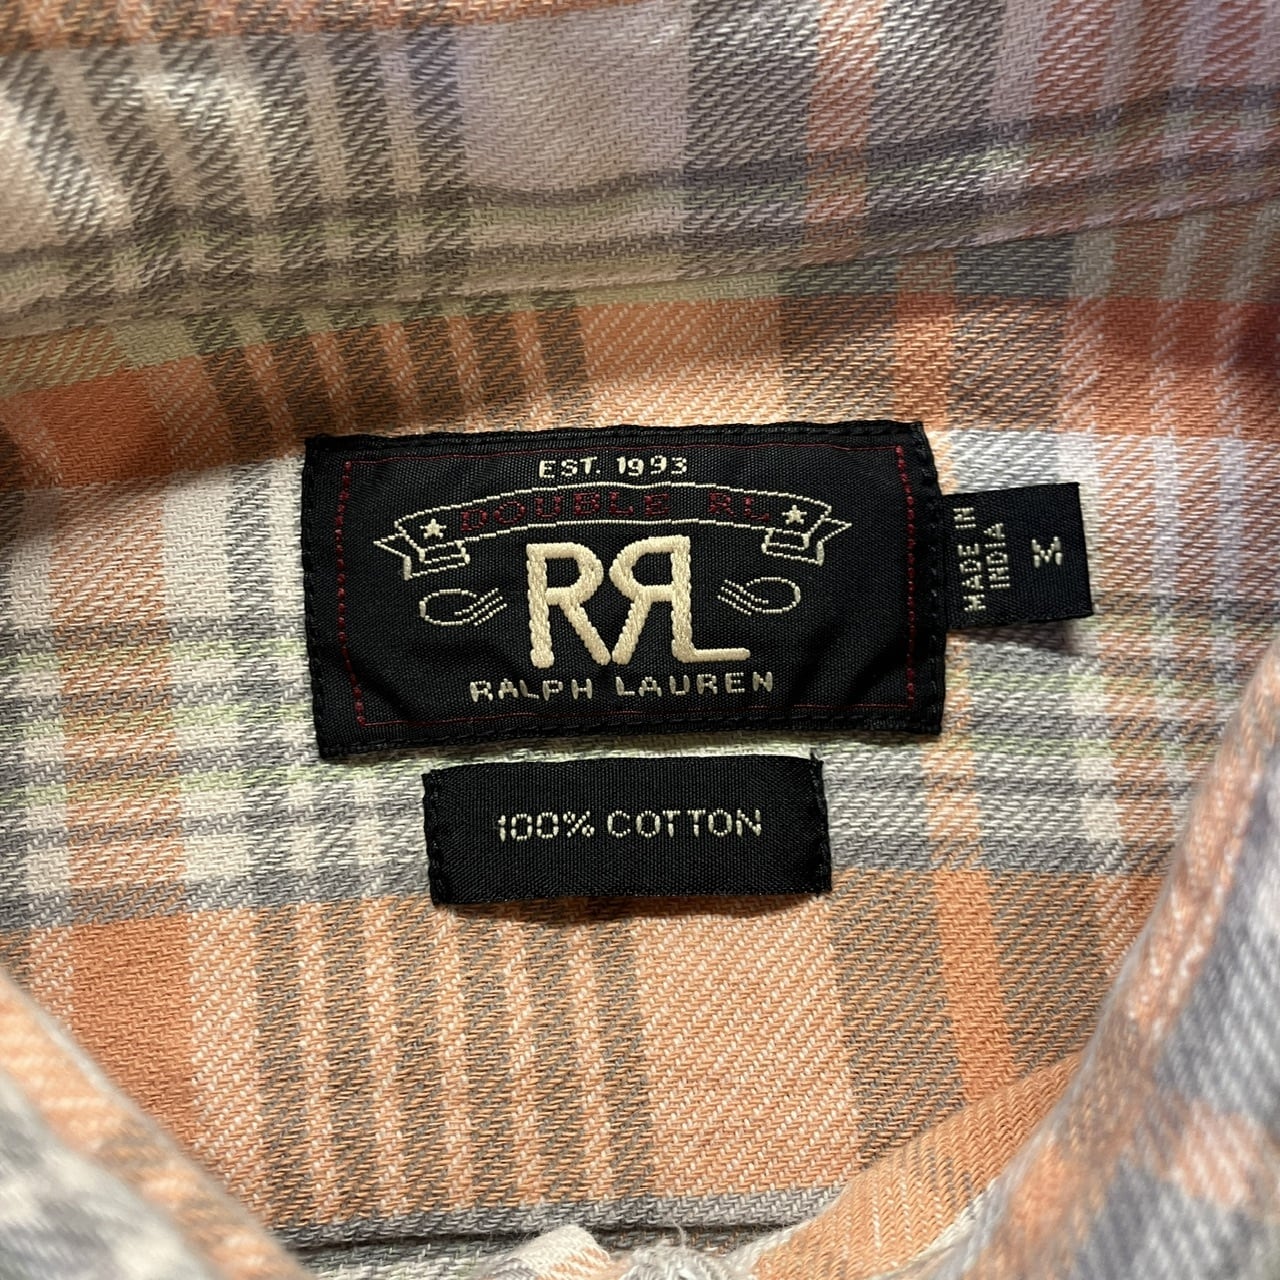 EST. 1993
DOUBLE RL
RRL
RALPH LAUREN
MADE IN
INDIA
M
100% COTTON